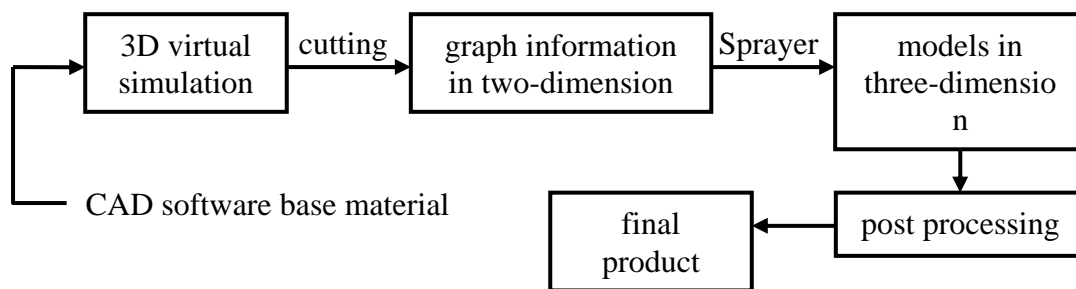 3D virtual
simulation
cutting
graph information
in two-dimension
Sprayer
models in
three-dimensio
n
CAD software base material
final
product
post processing